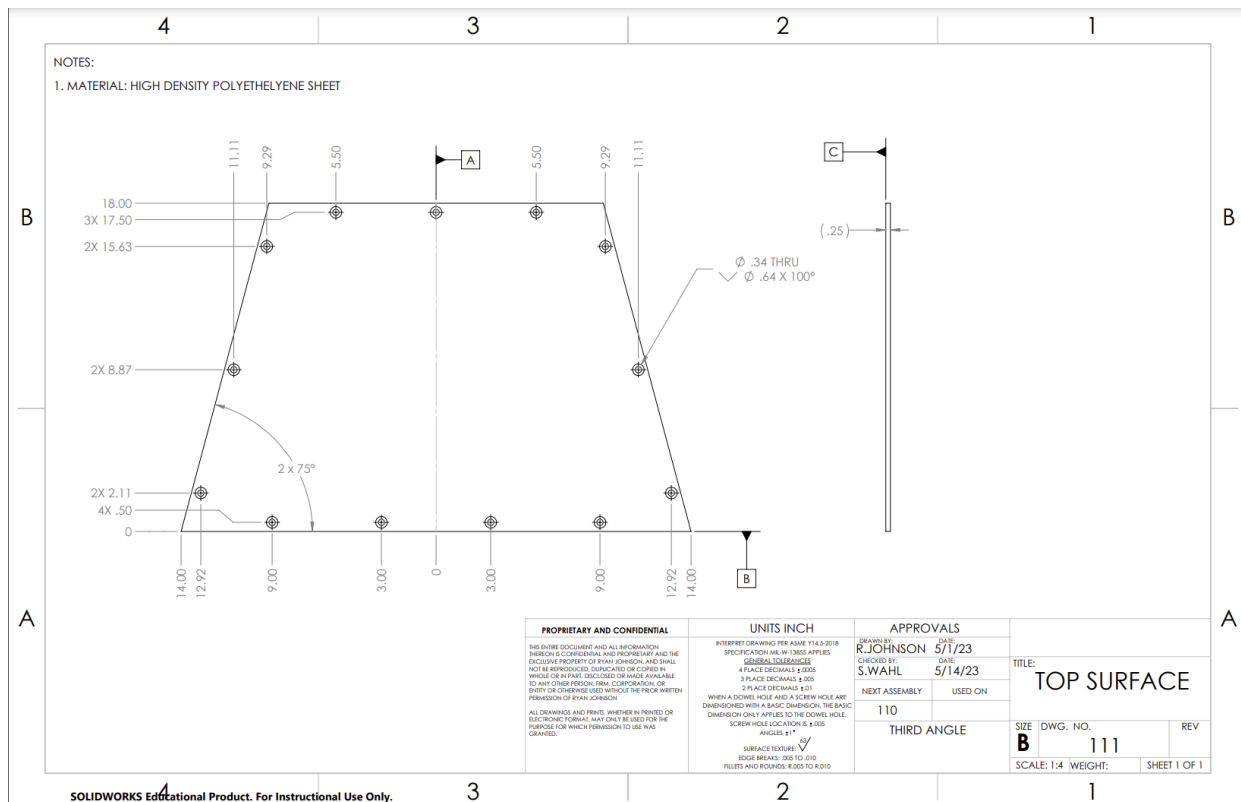 4 3 2 1
NOTES:
1. MATERIAL: HIGH DENSITY POLYETHELYENE SHEET
B B
11.11 9.29 5.50 A 5.50 9.29 11.11
C
18.00
3X 17.50
2X 15.63
( .25 )
Ø .34 THRU
Ø .64 X 100°
2X 8.87
2 x 75°
2X 2.11
4X .50
0
14.00 12.92 9.00 3.00 0 3.00 9.00 12.92 14.00
B
A A
PROPRIETARY AND CONFIDENTIAL
THIS ENTIRE DOCUMENT AND ALL INFORMATION
THEREON IS CONFIDENTIAL AND PROPRIETARY AND THE
EXCLUSIVE PROPERTY OF RYAN JOHNSON, AND SHALL
NOT BE REPRODUCED, DUPLICATED OR COPIED IN
WHOLE OR IN PART, DISCLOSED OR MADE AVAILABLE
TO ANY OTHER PERSON, FIRM, CORPORATION, OR
ENTITY OR OTHERWISE USED WITHOUT THE PRIOR WRITTEN
PERMISSION OF RYAN JOHNSON
ALL DRAWINGS AND PRINTS, WHETHER IN PRINTED OR
ELECTRONIC FORMAT, MAY ONLY BE USED FOR THE
PURPOSE FOR WHICH PERMISSION TO USE WAS
GRANTED.
UNITS INCH
INTERPRET DRAWING PER ASME Y14.5-2018
SPECIFICATION MIL-W-13855 APPLIES
GENERAL TOLERANCES
4 PLACE DECIMALS ±.0005
3 PLACE DECIMALS ±.005
2 PLACE DECIMALS ±.01
WHEN A DOWEL HOLE AND A SCREW HOLE ARE
DIMENSIONED WITH A BASIC DIMENSION, THE BASIC
DIMENSION ONLY APPLIES TO THE DOWEL HOLE.
SCREW HOLE LOCATION IS ±.005
ANGLES ±1°
SURFACE TEXTURE: 63
EDGE BREAKS: .005 TO .010
FILLETS AND ROUNDS: R.005 TO R.010
APPROVALS
DRAWN BY: DATE:
R.JOHNSON 5/1/23
CHECKED BY: DATE:
S.WAHL 5/14/23
NEXT ASSEMBLY USED ON
110
THIRD ANGLE
TITLE:
TOP SURFACE
SIZE DWG. NO. REV
B 111
SCALE: 1:4 WEIGHT: SHEET 1 OF 1
4 3 2 1
SOLIDWORKS Educational Product. For Instructional Use Only.